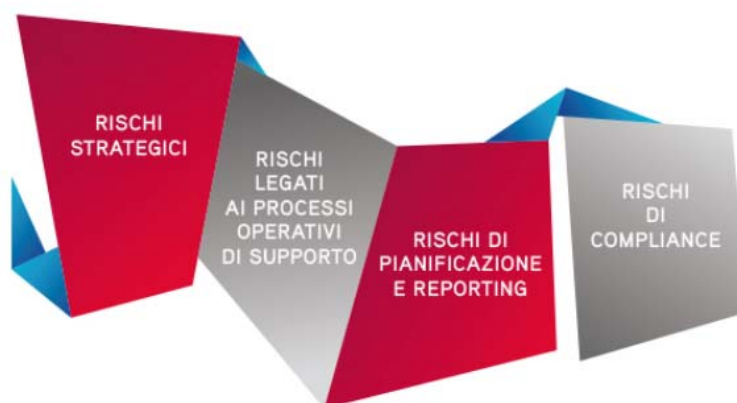 RISCHI
STRATEGICI
RISCHI
LEGATI
AI PROCESSI
OPERATIVI
DI SUPPORTO
RISCHI DI
PIANIFICAZIONE
E REPORTING
RISCHI
DI
COMPLIANCE